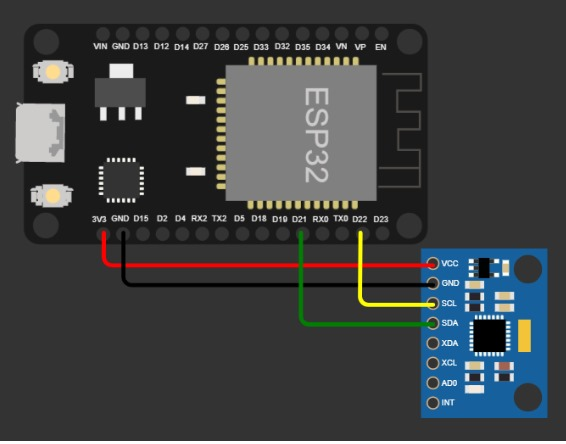 VIN GND D13 D12 D14 D27 D26 D25 D33 D32 D35 D34 VN VP EN
ESP32
3V3 GND D15 D2 D4 RX2 TX2 D5 D18 D19 D21 RX0 TX0 D22 D23
VCC
GND
SCL
SDA
XDA
XCL
AD0
INT